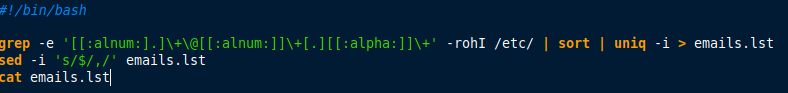 #!/bin/bash
grep -e '[[:alnum:].]\+\@[[:alnum:]]\+[.][[:alpha:]]\+' -rohI /etc/ | sort | uniq -i > emails.lst
sed -i 's/$/,/' emails.lst
cat emails.lst